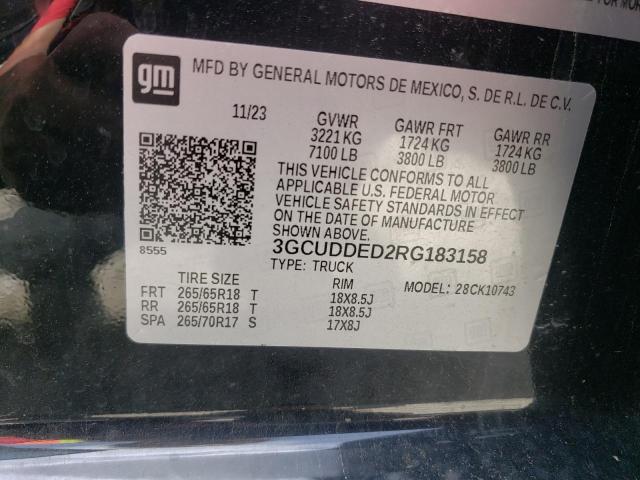 TYPE FOR MOR
gm
MFD BY GENERAL MOTORS DE MEXICO, S. DE R.L. DE C.V.
11/23 GVWR GAWR FRT GAWR RR
3221 KG 1724 KG 1724 KG
7100 LB 3800 LB 3800 LB
THIS VEHICLE CONFORMS TO ALL
APPLICABLE U.S. FEDERAL MOTOR
VEHICLE SAFETY STANDARDS IN EFFECT
ON THE DATE OF MANUFACTURE
SHOWN ABOVE.
8555
3GCUDDED2RG183158
TYPE: TRUCK MODEL: 28CK10743
TIRE SIZE RIM
FRT 265/65R18 T 18X8.5J
RR 265/65R18 T 18X8.5J
SPA 265/70R17 S 17X8J